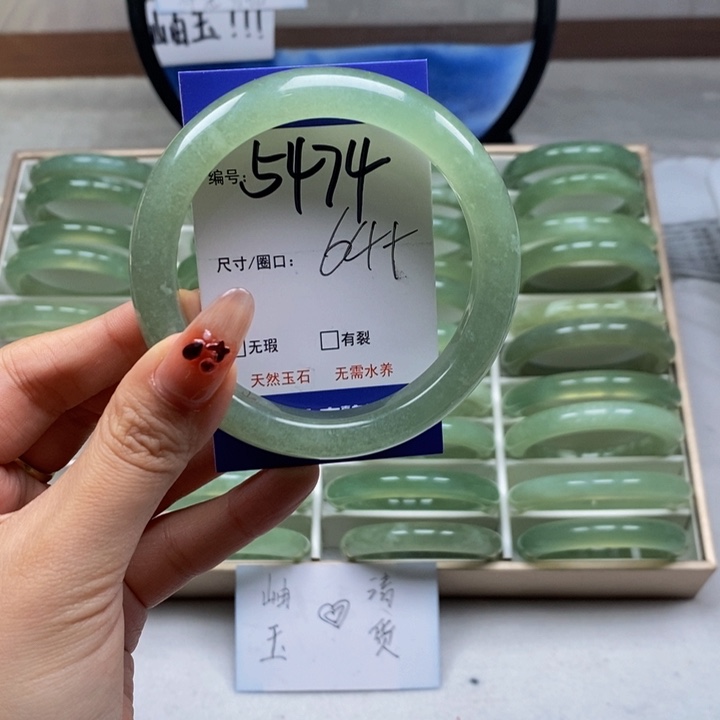 岫玉!!!
编号: 5474
尺寸/圈口: 64+
□无瑕 □有裂
天然玉石 无需水养
岫玉 ♡ 清货